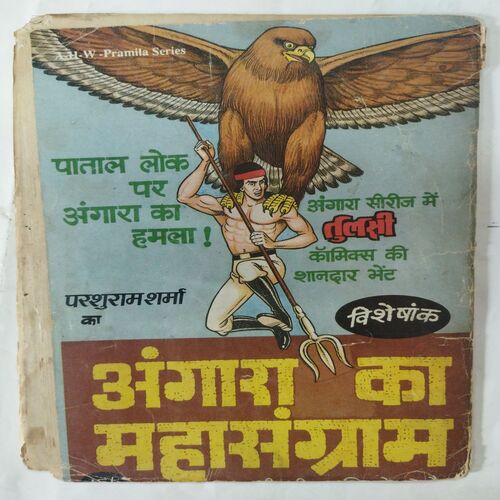 A.H-W -Pramila Series
पाताल लोक
पर
अंगारा का
हमला !
अंगारा सीरीज में
तुलसी
कॉमिक्स की
शानदार भेंट
परशुराम शर्मा
का
विशेषांक
अंगारा का
महासंग्राम